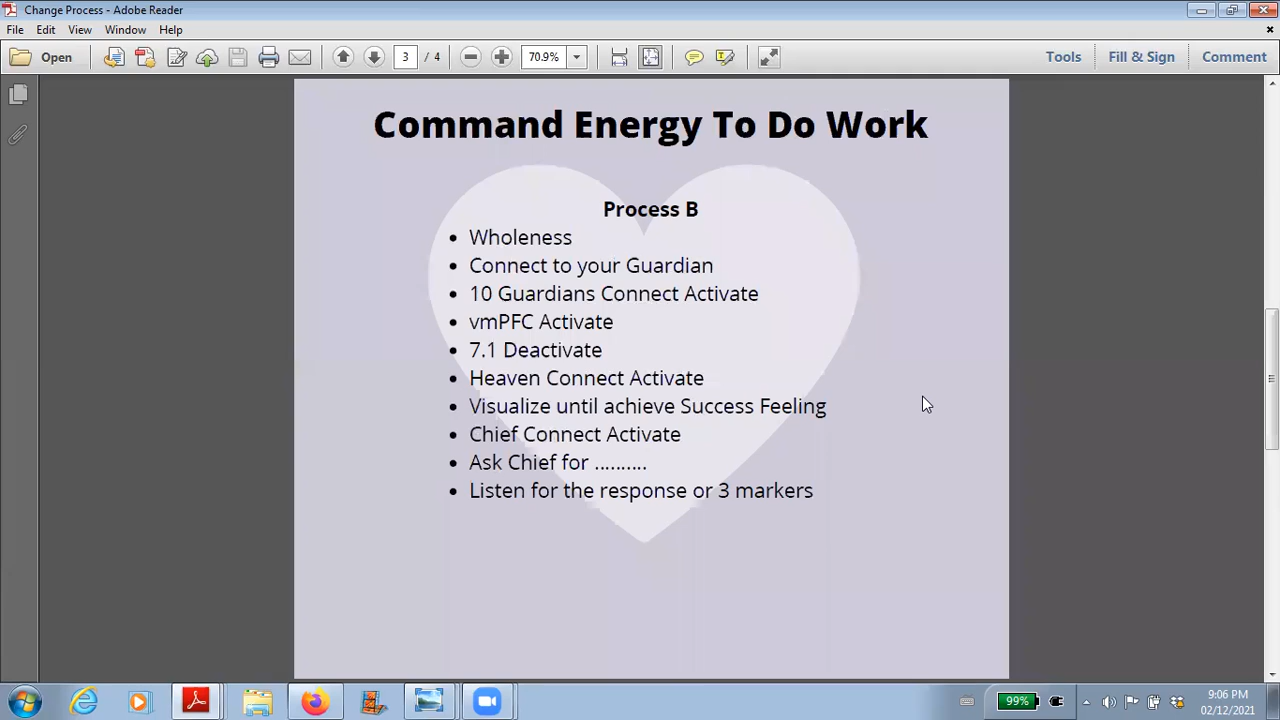 Change Process - Adobe Reader
File Edit View Window Help
Open 3 / 4 70.9% Tools Fill & Sign Comment
Command Energy To Do Work
Process B
• Wholeness
• Connect to your Guardian
• 10 Guardians Connect Activate
• vmPFC Activate
• 7.1 Deactivate
• Heaven Connect Activate
• Visualize until achieve Success Feeling
• Chief Connect Activate
• Ask Chief for ..........
• Listen for the response or 3 markers
99% 9:06 PM
02/12/2021